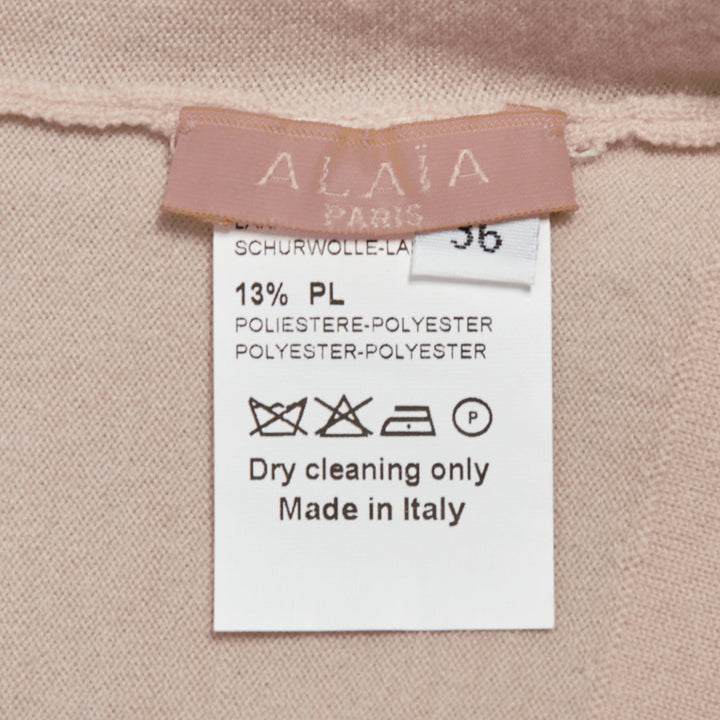 ALAÏA
PARIS
36
SCHURWOLLE-LA
13% PL
POLIESTERE-POLYESTER
POLYESTER-POLYESTER
P
Dry cleaning only
Made in Italy